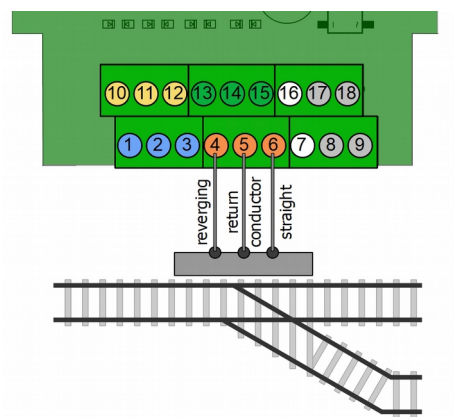 10 11 12 13 14 15 16 17 18
1 2 3 4 5 6 7 8 9
reverging
return
conductor
straight